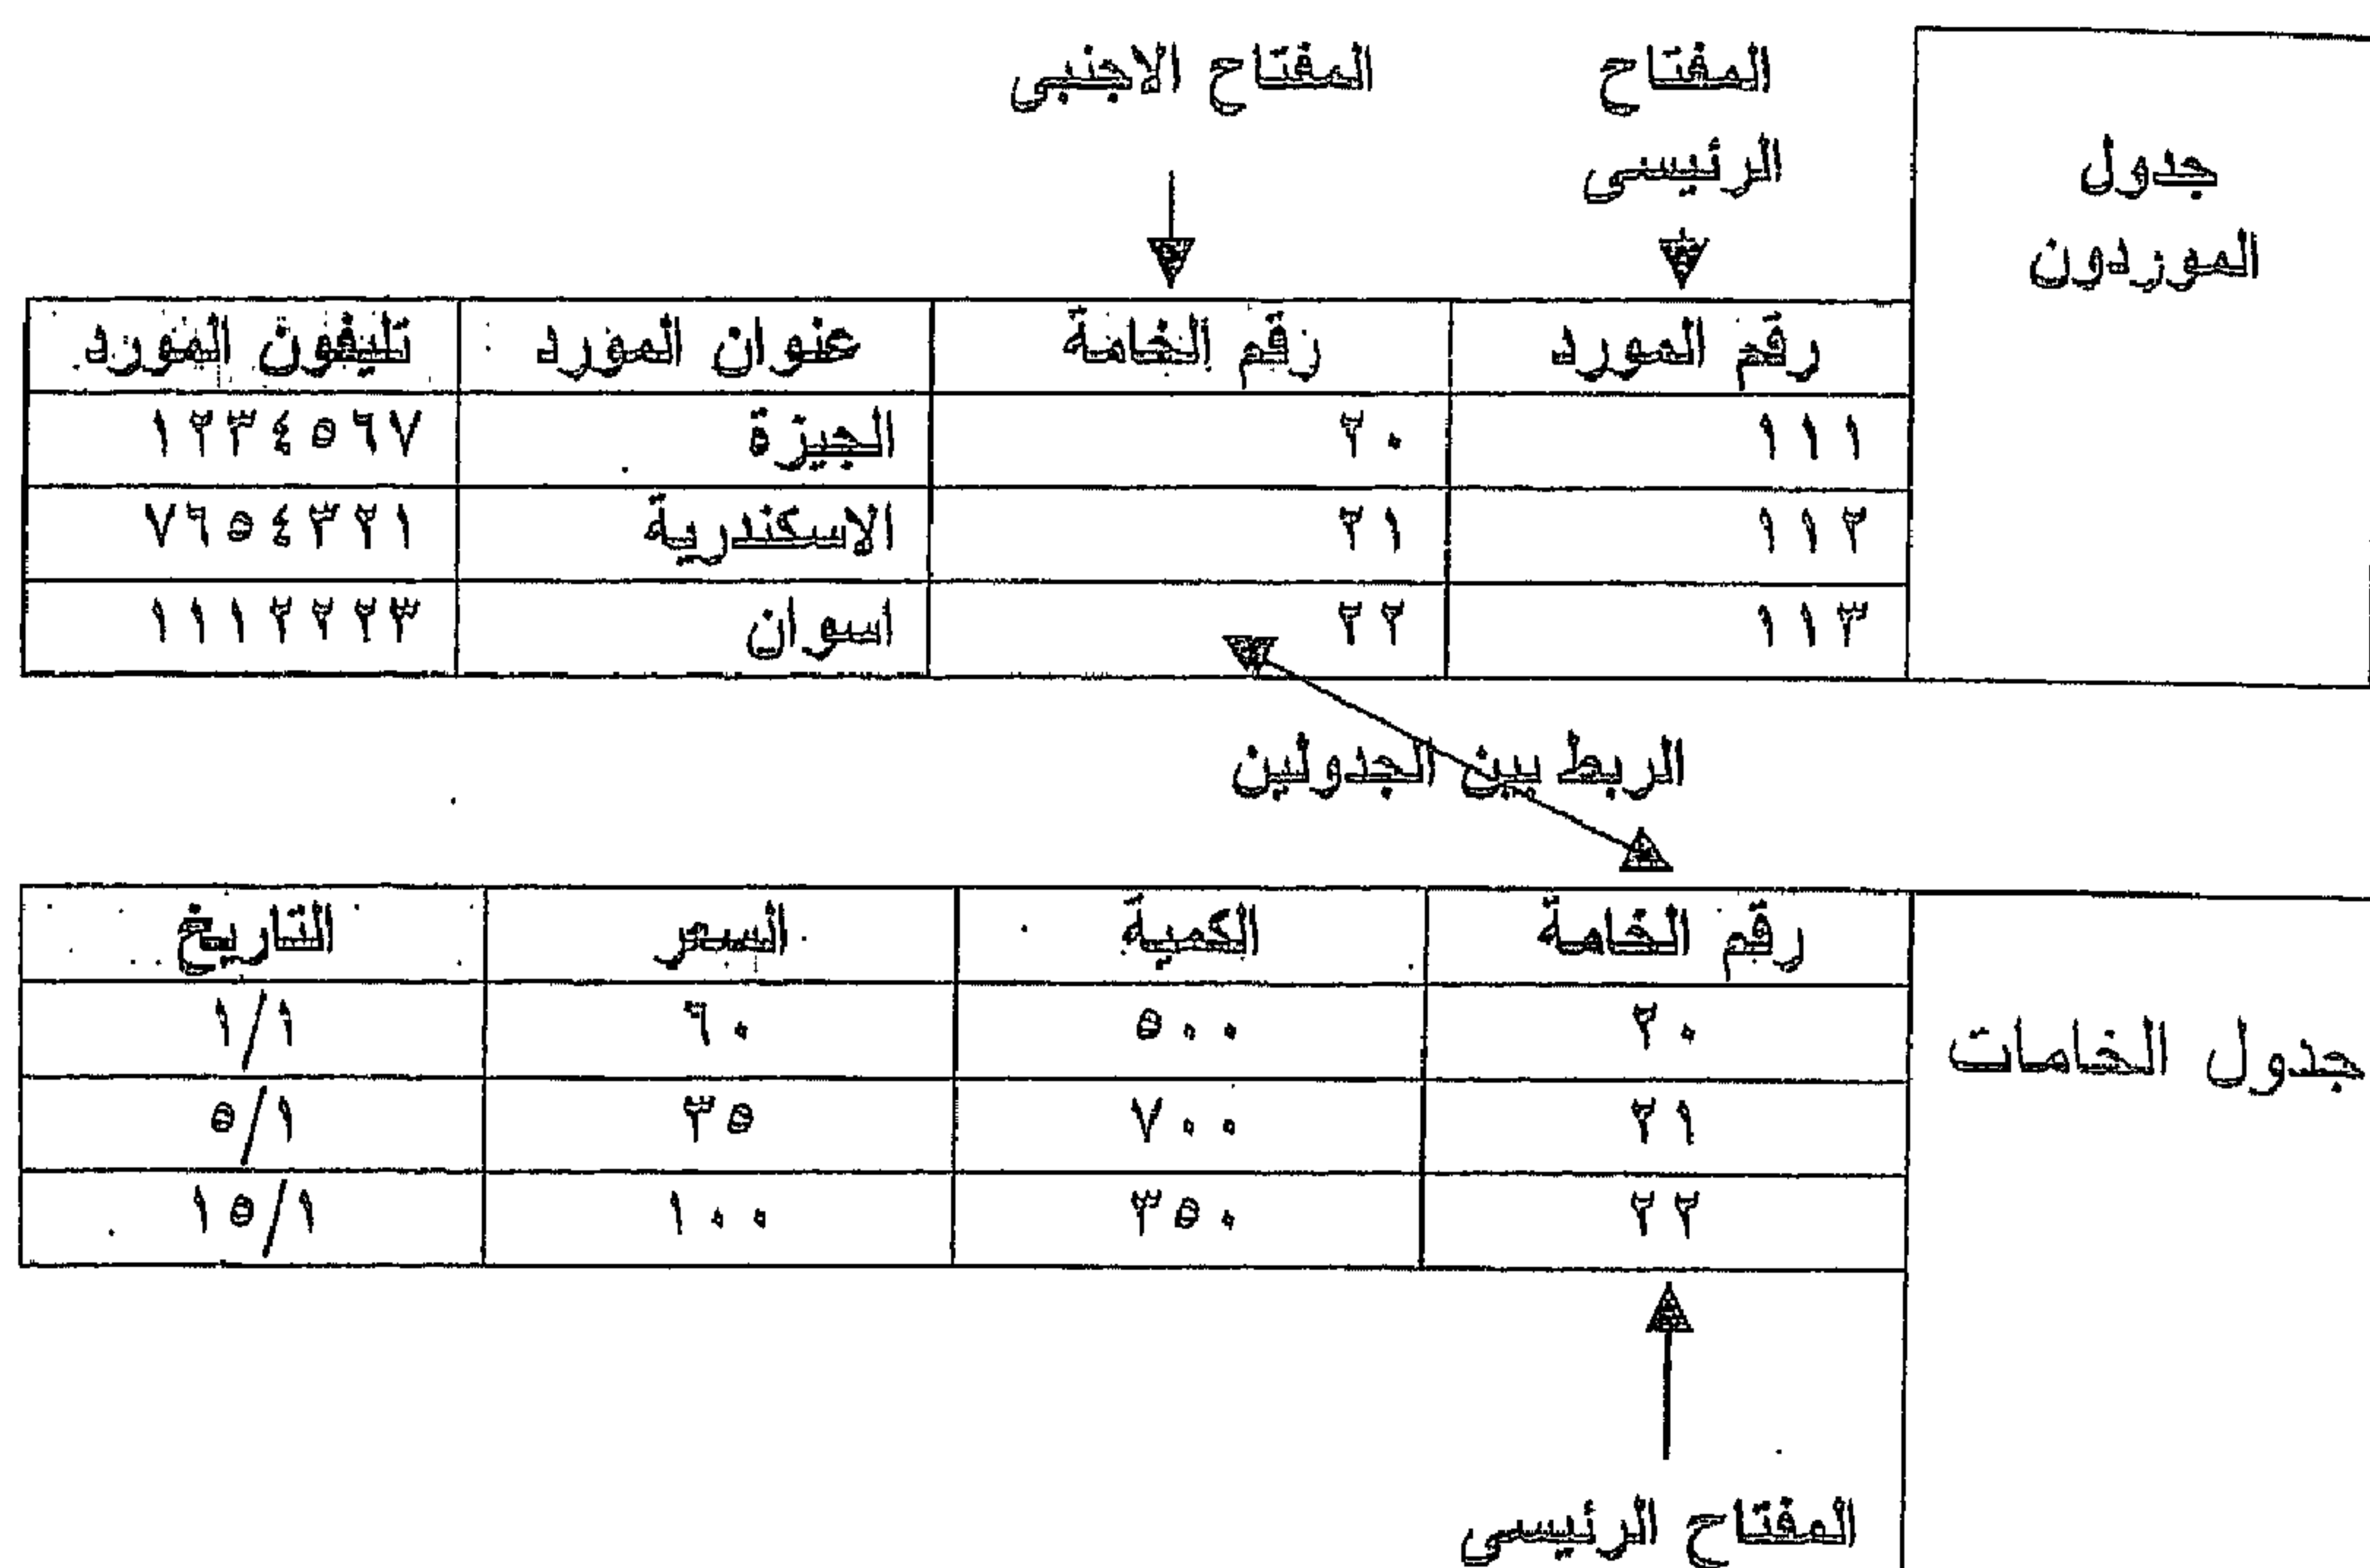 المفتاح الرئيسى
المفتاح الاجنبى
جدول الموردون
رقم المورد رقم الخامة عنوان المورد تليفون المورد
١١١ ٢٠ الجيزة ١٢٣٤٥٦٧
١١٢ ٢١ الاسكندرية ٧٦٥٤٣٢١
١١٣ ٢٢ اسوان ١١١٢٢٢٣
الربط بين الجدولين
جدول الخامات
رقم الخامة الكمية السعر التاريخ
٢٠ ٥٠٠ ٦٠ ١/١
٢١ ٧٠٠ ٣٥ ٥/١
٢٢ ٣٥٠ ١٠٠ ١٥/١
المفتاح الرئيسى